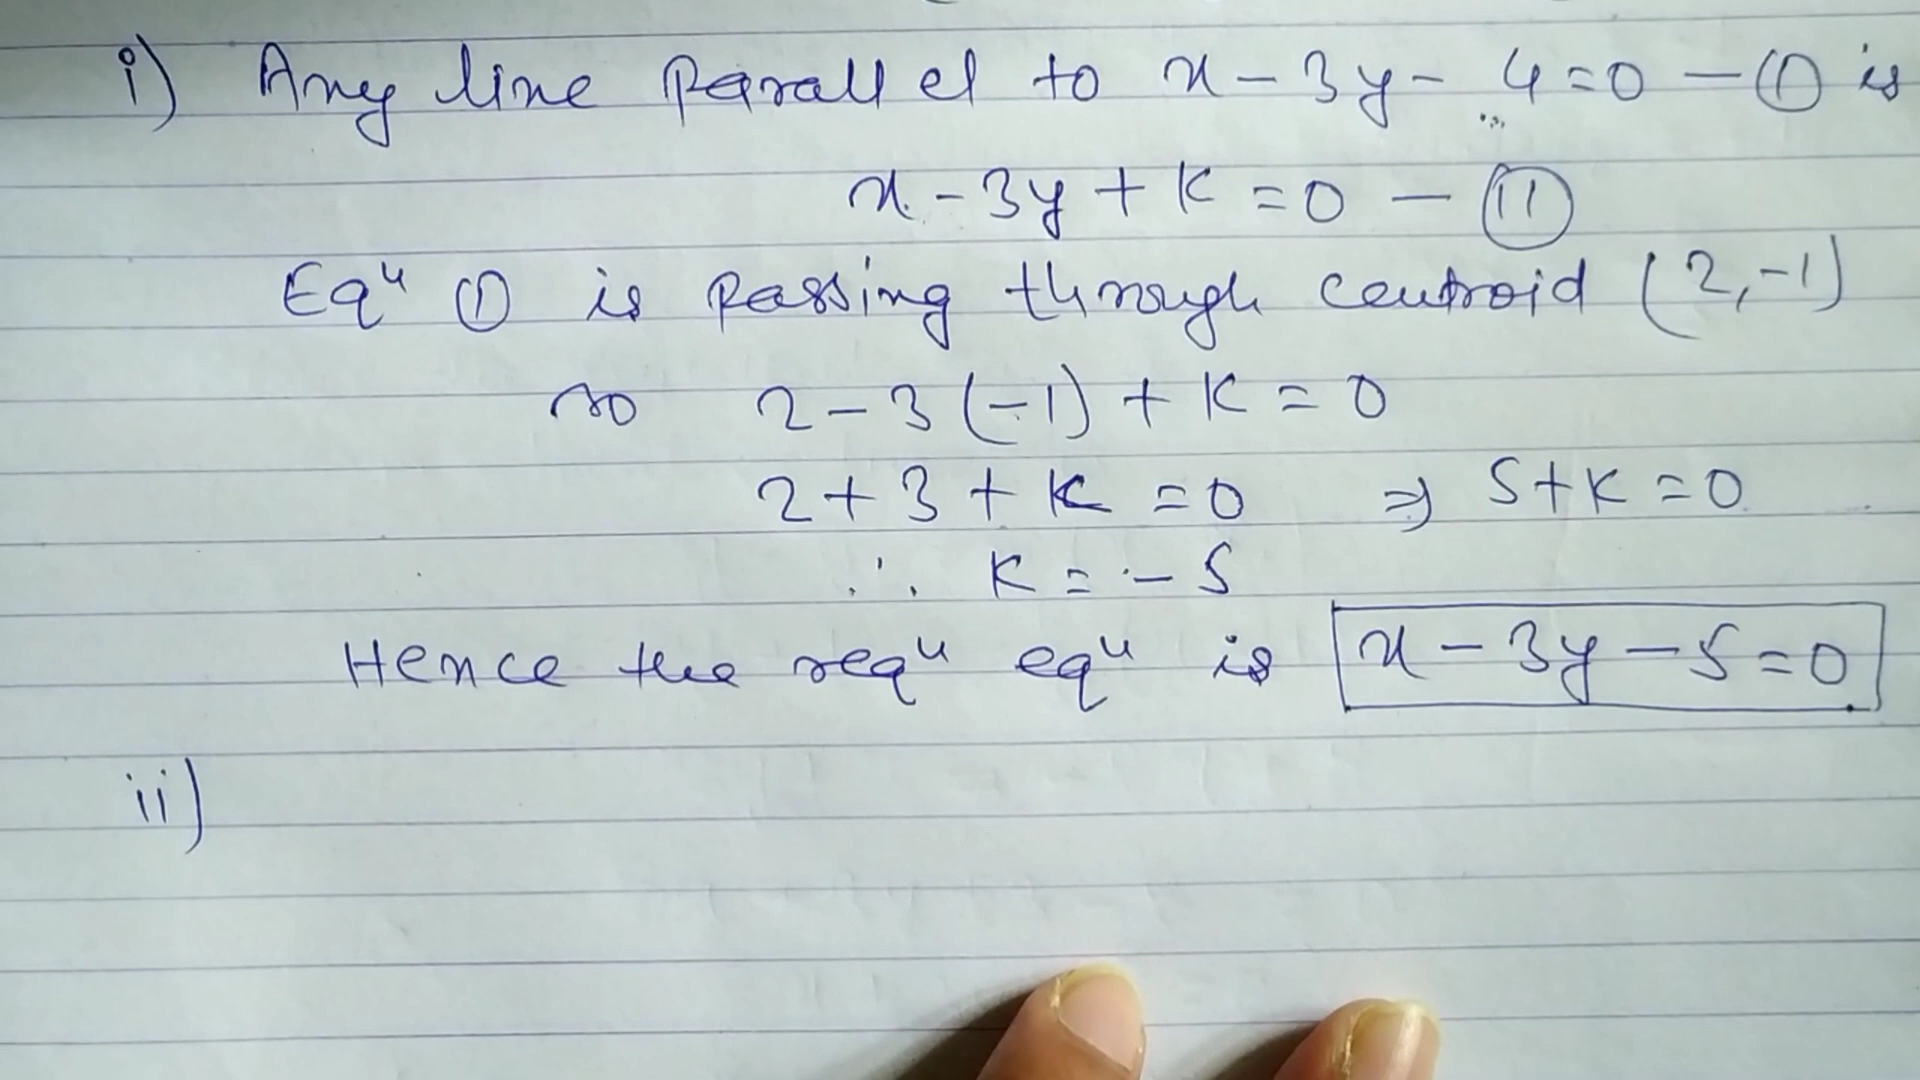 i) Any line parallel to x - 3y - 4 = 0 — (I) is
x - 3y + K = 0 — (II)
Eqⁿ (I) is passing through centroid (2, -1)
so 2 - 3(-1) + K = 0
2 + 3 + K = 0 ⇒ 5 + K = 0
∴ K = - 5
Hence the reqⁿ eqⁿ is x - 3y - 5 = 0
ii)